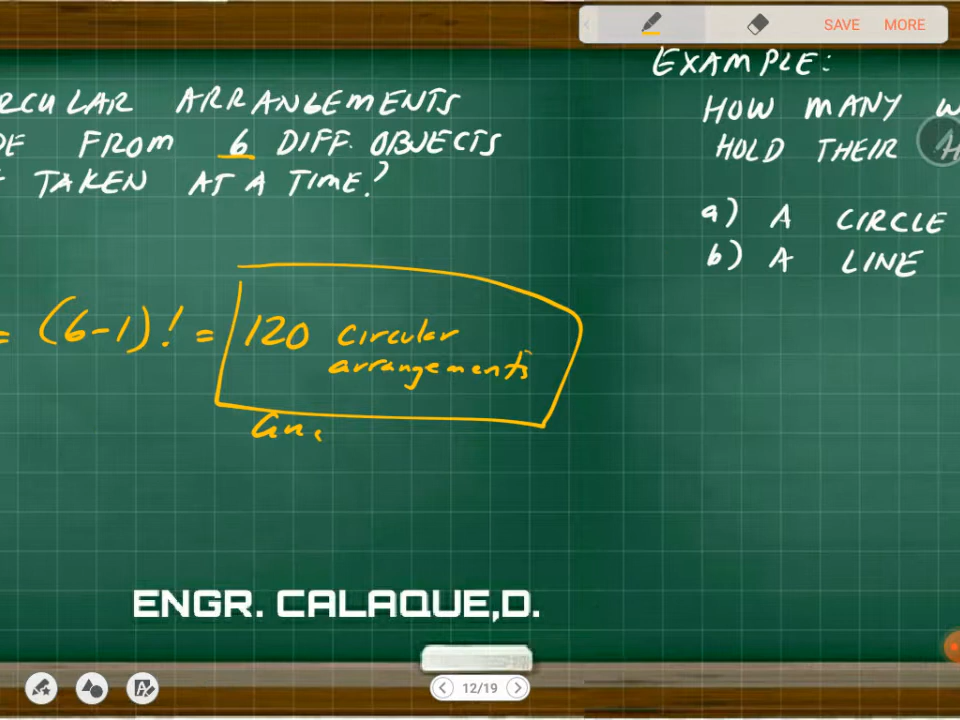 SAVE MORE
RCULAR ARRANGEMENTS
FROM 6 DIFF. OBJECTS
TAKEN AT A TIME?
= (6-1)! = 120 circular
arrangements
ans
EXAMPLE:
HOW MANY W
HOLD THEIR H
a) A CIRCLE
b) A LINE
ENGR. CALAQUE,D.
12/19